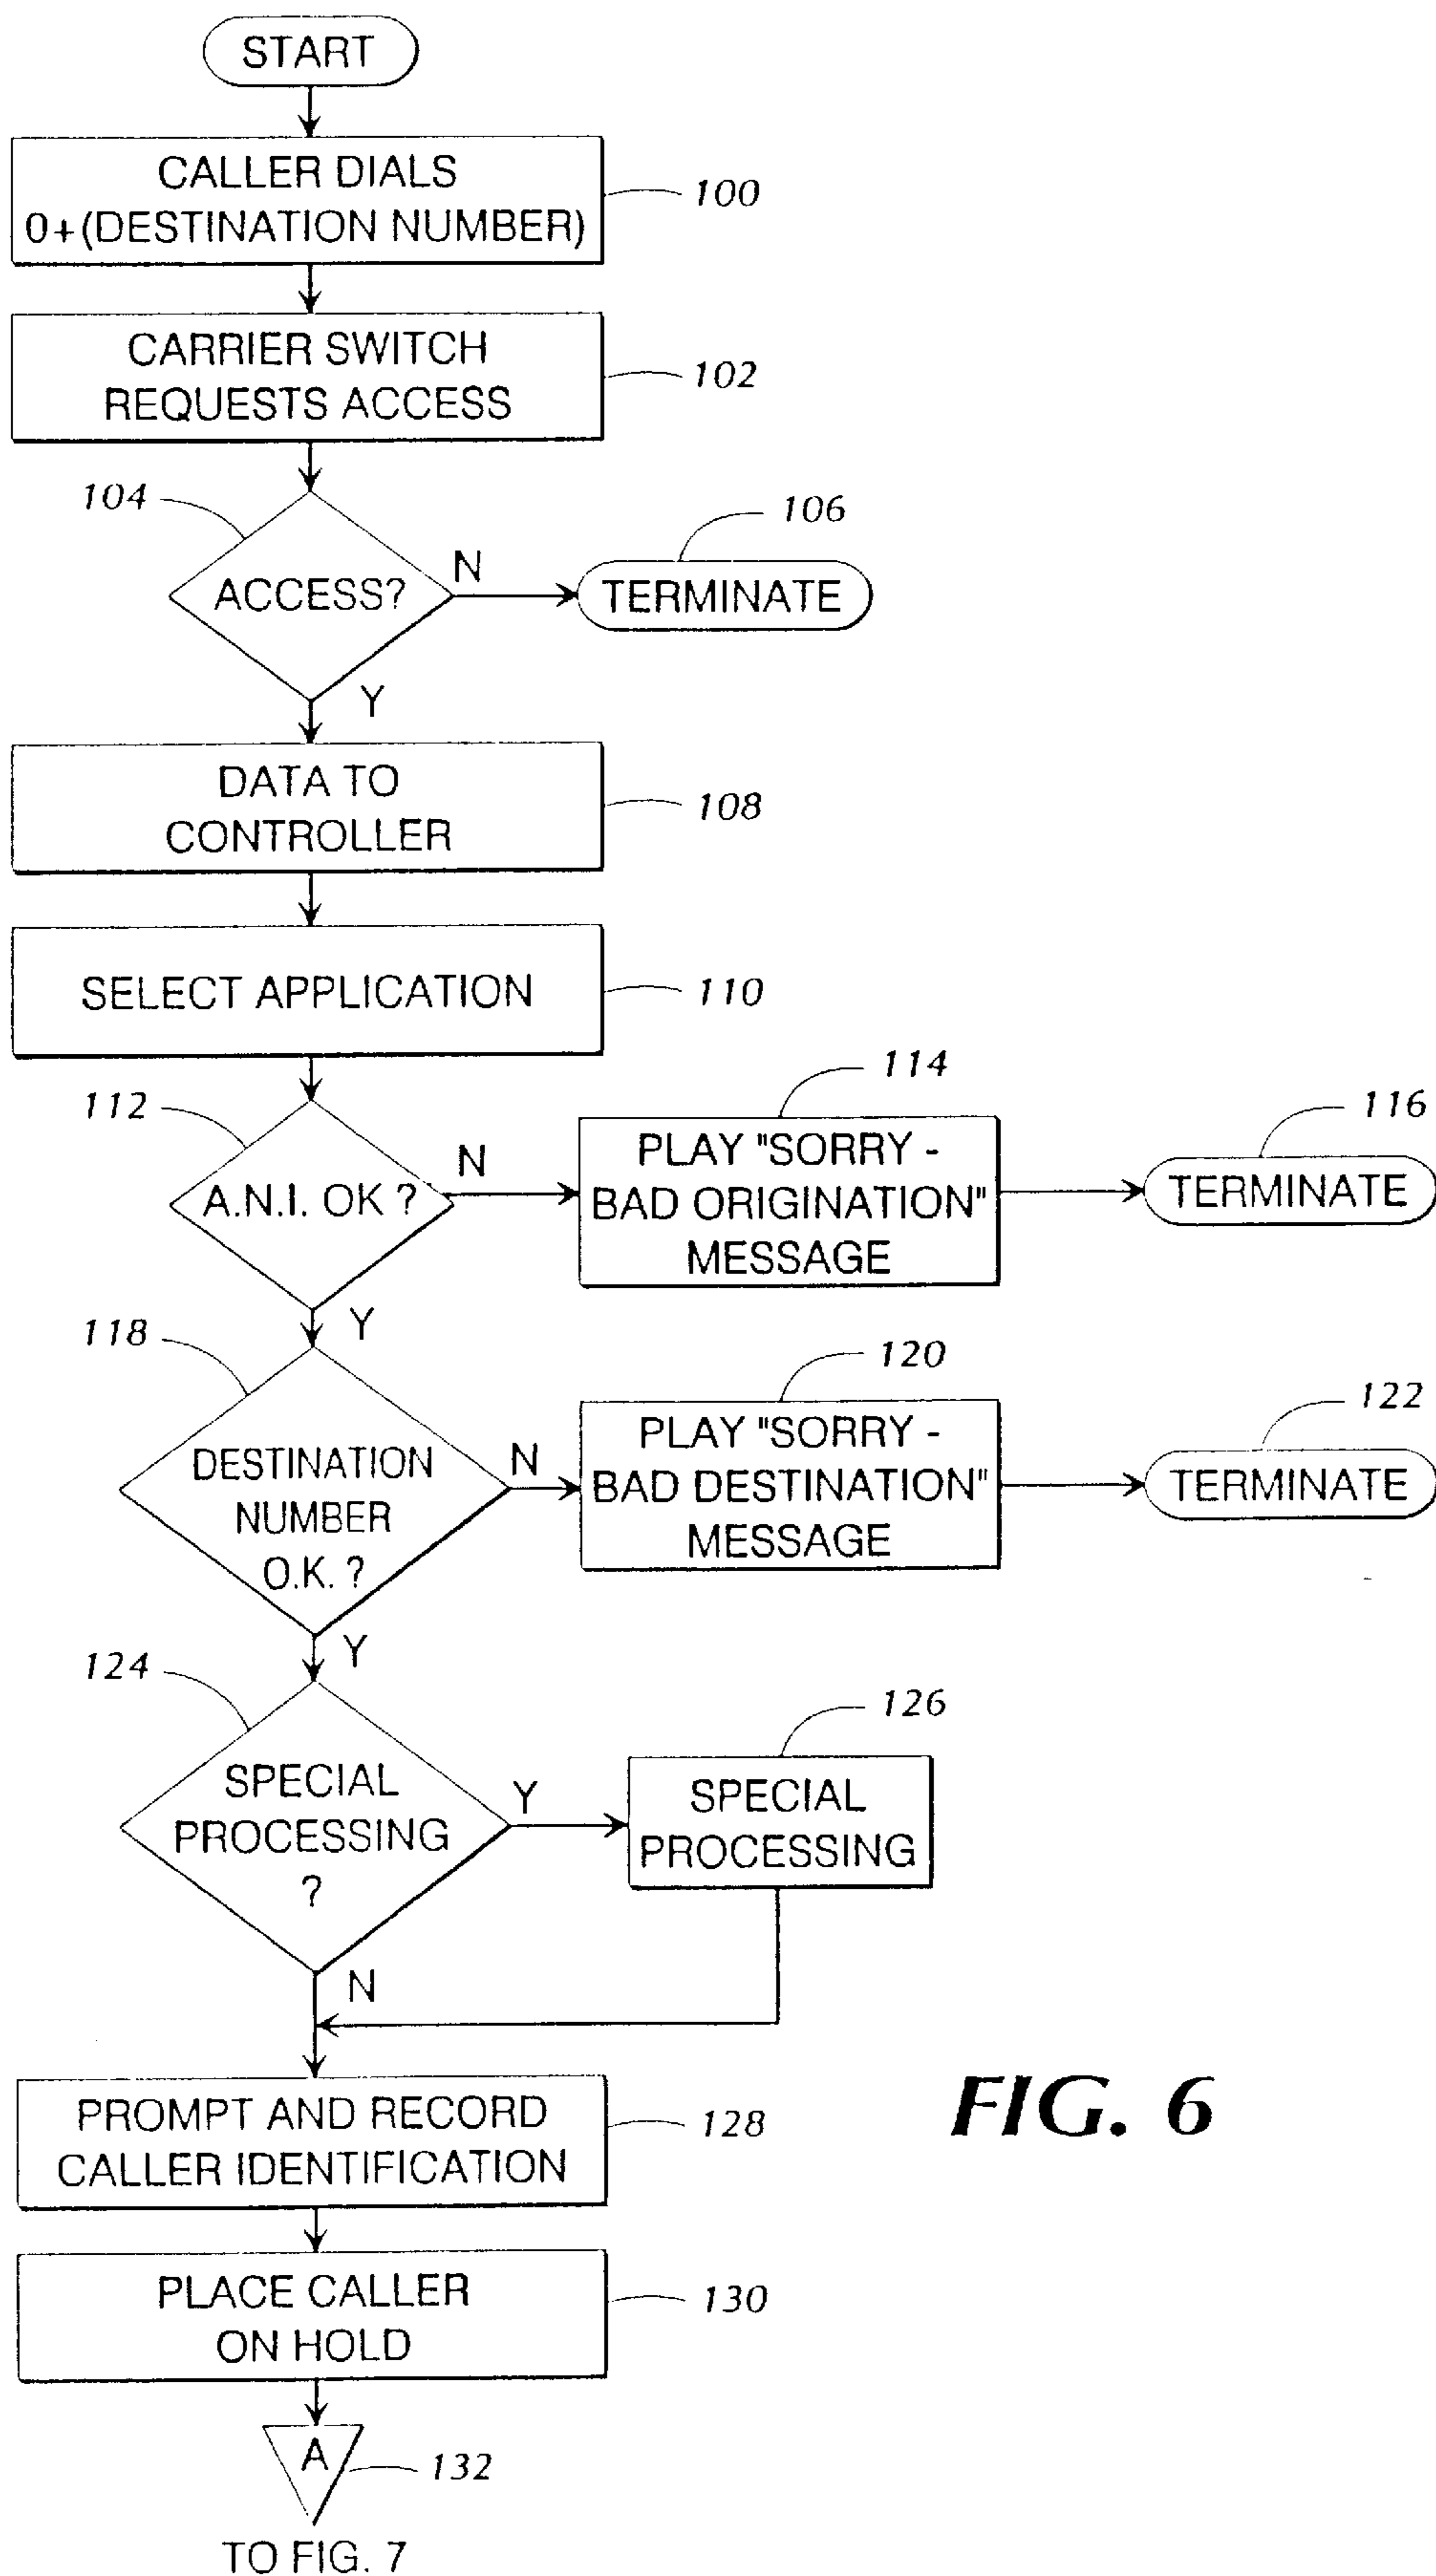 START
CALLER DIALS
0+(DESTINATION NUMBER)
100
CARRIER SWITCH
REQUESTS ACCESS
102
104
106
ACCESS?
N
TERMINATE
Y
DATA TO
CONTROLLER
108
SELECT APPLICATION
110
112
114
116
A.N.I. OK ?
N
PLAY "SORRY -
BAD ORIGINATION"
MESSAGE
TERMINATE
Y
118
120
122
DESTINATION
NUMBER
O.K. ?
N
PLAY "SORRY -
BAD DESTINATION"
MESSAGE
TERMINATE
Y
124
126
SPECIAL
PROCESSING
?
Y
SPECIAL
PROCESSING
N
PROMPT AND RECORD
CALLER IDENTIFICATION
128
FIG. 6
PLACE CALLER
ON HOLD
130
A
132
TO FIG. 7